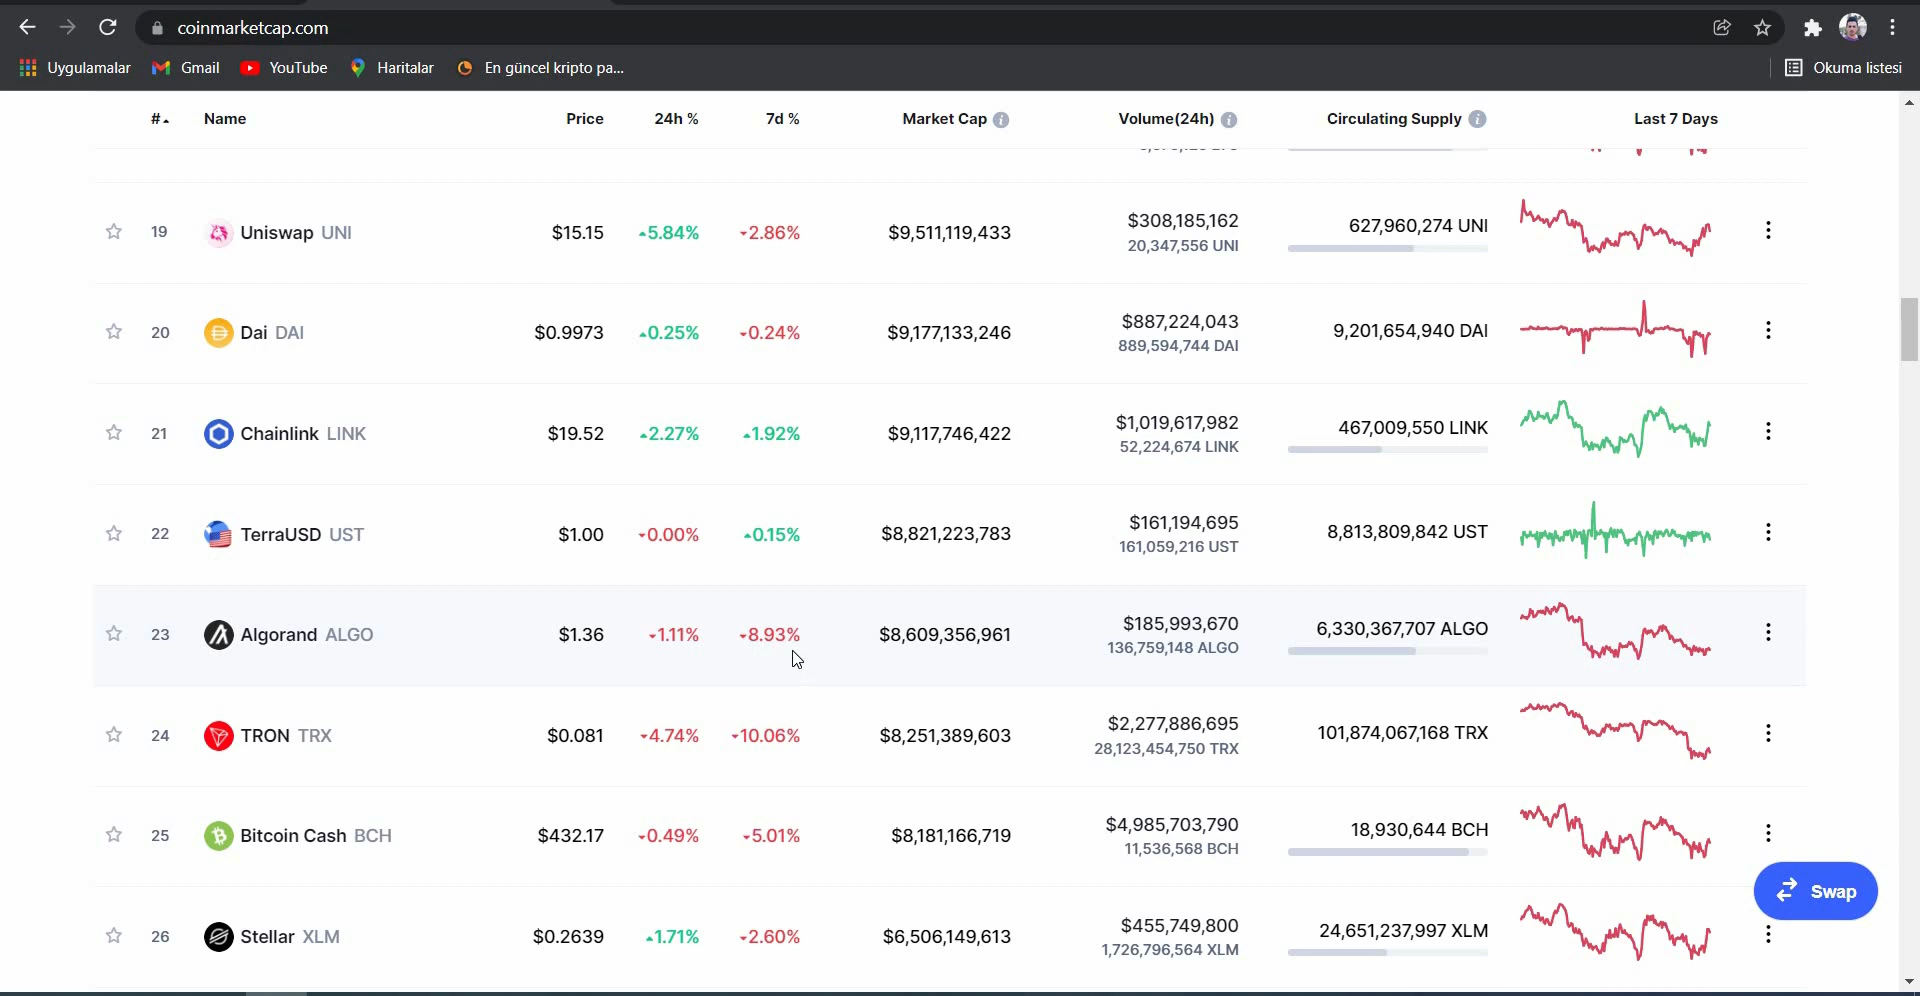 coinmarketcap.com
Uygulamalar Gmail YouTube Haritalar En güncel kripto pa... Okuma listesi
# Name Price 24h % 7d % Market Cap Volume(24h) Circulating Supply Last 7 Days
19 Uniswap UNI $15.15 5.84% 2.86% $9,511,119,433 $308,185,162 627,960,274 UNI
20,347,556 UNI
20 Dai DAI $0.9973 0.25% 0.24% $9,177,133,246 $887,224,043 9,201,654,940 DAI
889,594,744 DAI
21 Chainlink LINK $19.52 2.27% 1.92% $9,117,746,422 $1,019,617,982 467,009,550 LINK
52,224,674 LINK
22 TerraUSD UST $1.00 0.00% 0.15% $8,821,223,783 $161,194,695 8,813,809,842 UST
161,059,216 UST
23 Algorand ALGO $1.36 1.11% 8.93% $8,609,356,961 $185,993,670 6,330,367,707 ALGO
136,759,148 ALGO
24 TRON TRX $0.081 4.74% 10.06% $8,251,389,603 $2,277,886,695 101,874,067,168 TRX
28,123,454,750 TRX
25 Bitcoin Cash BCH $432.17 0.49% 5.01% $8,181,166,719 $4,985,703,790 18,930,644 BCH
11,536,568 BCH
Swap
26 Stellar XLM $0.2639 1.71% 2.60% $6,506,149,613 $455,749,800 24,651,237,997 XLM
1,726,796,564 XLM